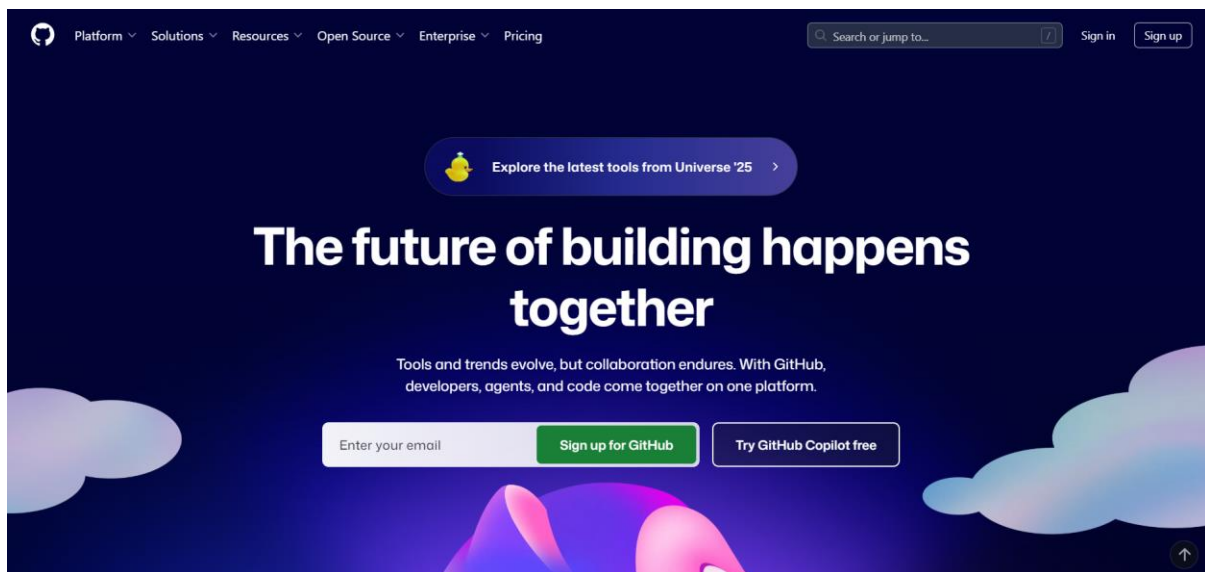 Platform Solutions Resources Open Source Enterprise Pricing Search or jump to... / Sign in Sign up
Explore the latest tools from Universe '25
The future of building happens
together
Tools and trends evolve, but collaboration endures. With GitHub,
developers, agents, and code come together on one platform.
Enter your email Sign up for GitHub Try GitHub Copilot free